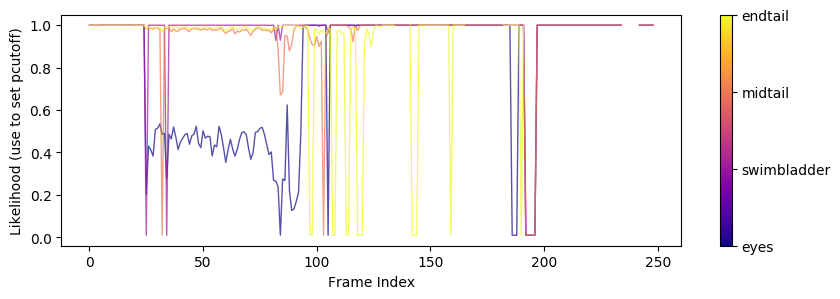 Likelihood (use to set pcutoff)
1.0
0.8
0.6
0.4
0.2
0.0
0
50
100
150
200
250
Frame Index
endtail
midtail
swimbladder
eyes